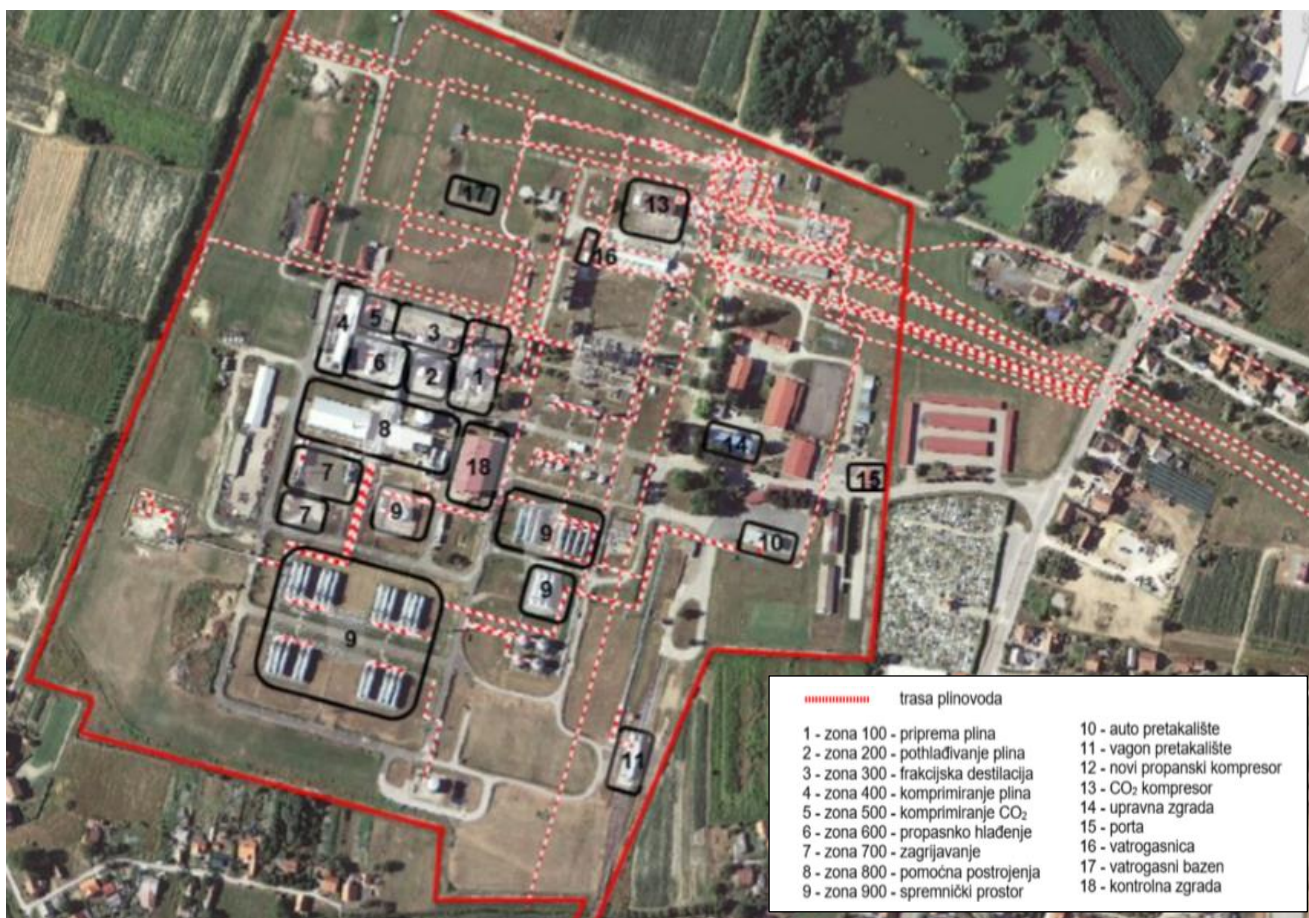 17
13
16
4
5
3
6
2
1
8
14
18
15
7
9
7
9
10
9
9
11
trasa plinovoda
1 - zona 100 - priprema plina
2 - zona 200 - pothlađivanje plina
3 - zona 300 - frakcijska destilacija
4 - zona 400 - komprimiranje plina
5 - zona 500 - komprimiranje CO₂
6 - zona 600 - propasnko hlađenje
7 - zona 700 - zagrijavanje
8 - zona 800 - pomoćna postrojenja
9 - zona 900 - spremnički prostor
10 - auto pretakalište
11 - vagon pretakalište
12 - novi propanski kompresor
13 - CO₂ kompresor
14 - upravna zgrada
15 - porta
16 - vatrogasnica
17 - vatrogasni bazen
18 - kontrolna zgrada